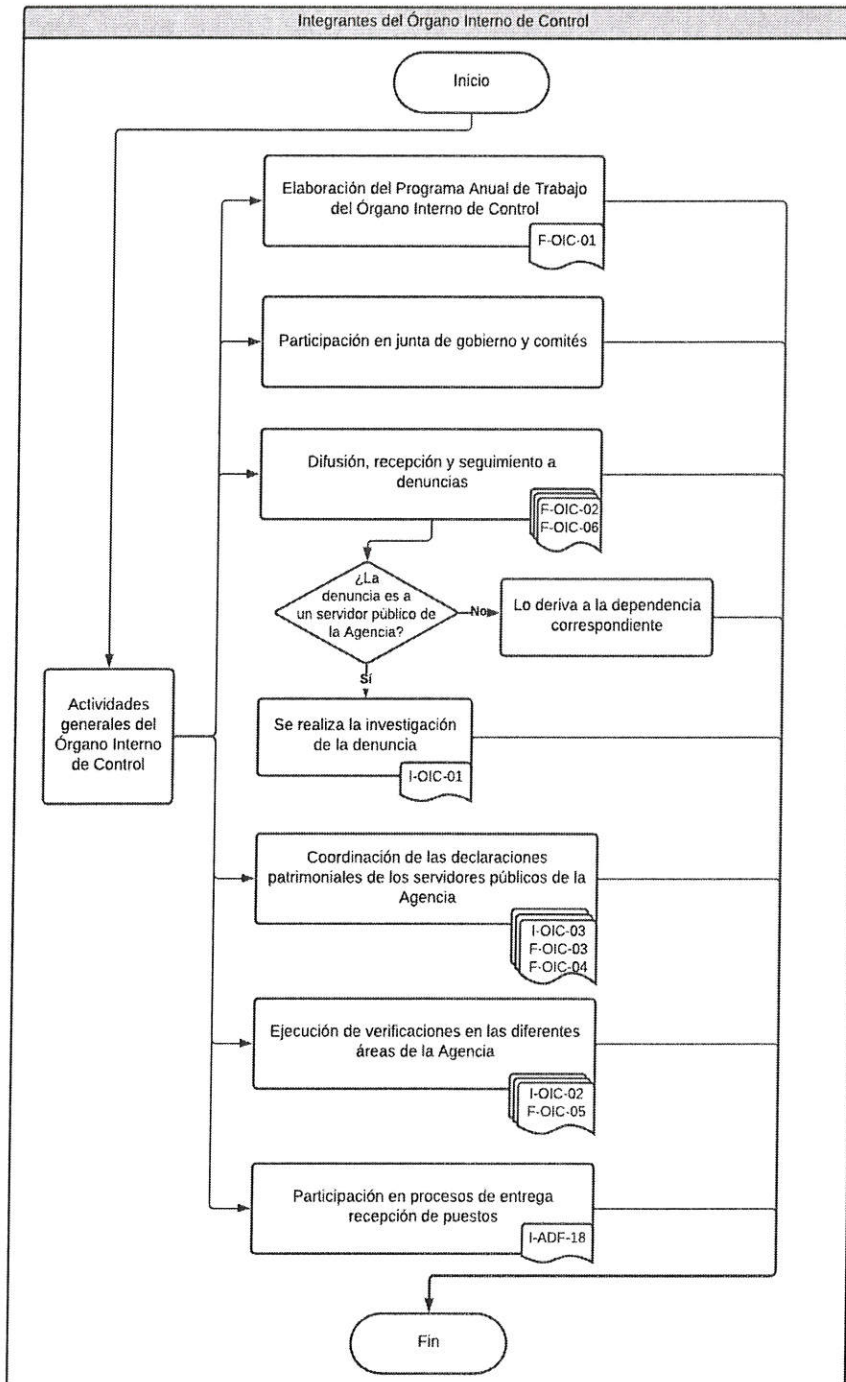 Integrantes del Órgano Interno de Control
Inicio
Elaboración del Programa Anual de Trabajo
del Órgano Interno de Control
F-OIC-01
Participación en junta de gobierno y comités
Difusión, recepción y seguimiento a
denuncias
F-OIC-02
F-OIC-06
¿La
denuncia es a
un servidor público de
la Agencia?
No
Lo deriva a la dependencia
correspondiente
Sí
Actividades
generales del
Órgano Interno
de Control
Se realiza la investigación
de la denuncia
I-OIC-01
Coordinación de las declaraciones
patrimoniales de los servidores públicos de la
Agencia
I-OIC-03
F-OIC-03
F-OIC-04
Ejecución de verificaciones en las diferentes
áreas de la Agencia
I-OIC-02
F-OIC-05
Participación en procesos de entrega
recepción de puestos
I-ADF-18
Fin